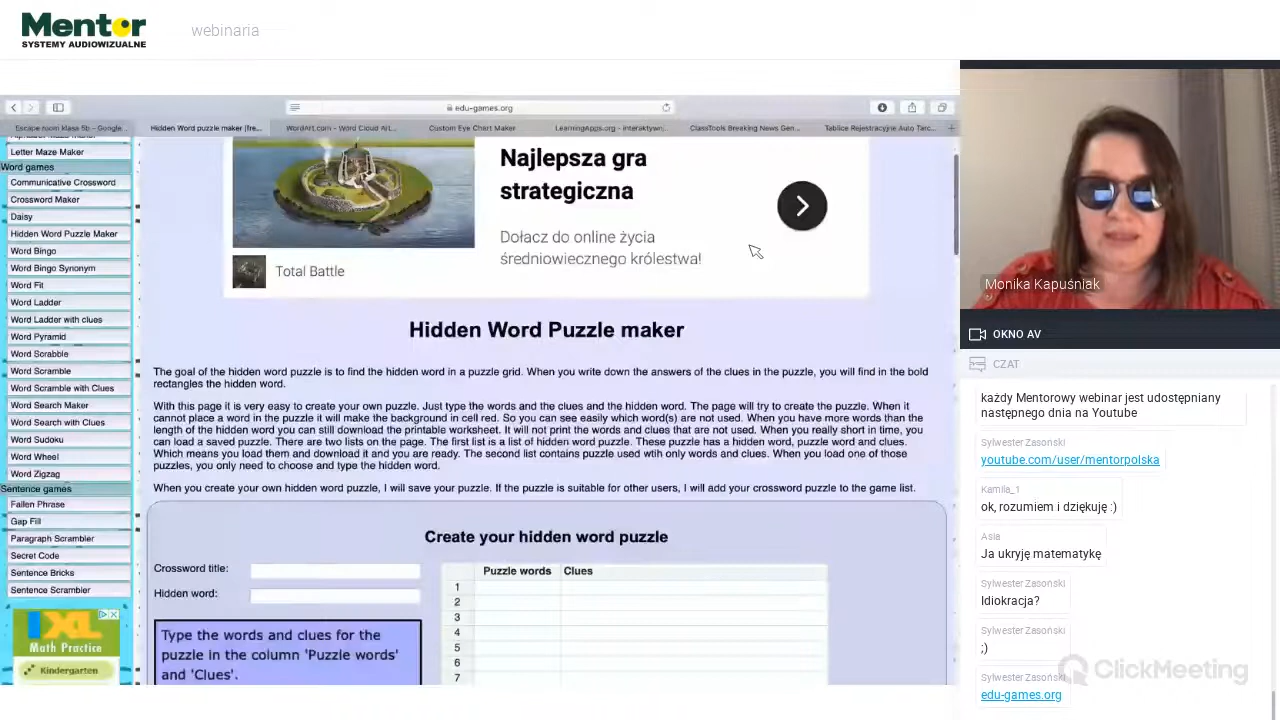 Mentor
SYSTEMY AUDIOWIZUALNE
webinaria
edu-games.org
Escape room klasa 5b – Google...
Hidden Word puzzle maker (fre...
WordArt.com - Word Cloud Art...
Custom Eye Chart Maker
LearningApps.org - interaktywn...
ClassTools Breaking News Gen...
Tablice Rejestracyjne Auto Tarc...
Letter Maze Maker
Word games
Communicative Crossword
Crossword Maker
Daisy
Hidden Word Puzzle Maker
Word Bingo
Word Bingo Synonym
Word Fit
Word Ladder
Word Ladder with clues
Word Pyramid
Word Scrabble
Word Scramble
Word Scramble with Clues
Word Search Maker
Word Search with Clues
Word Sudoku
Word Wheel
Word Zigzag
Sentence games
Fallen Phrase
Gap Fill
Paragraph Scrambler
Secret Code
Sentence Bricks
Sentence Scrambler
IXL
Math Practice
Kindergarten
Najlepsza gra
strategiczna
Dołacz do online życia
średniowiecznego królestwa!
Total Battle
Hidden Word Puzzle maker
The goal of the hidden word puzzle is to find the hidden word in a puzzle grid. When you write down the answers of the clues in the puzzle, you will find in the bold
rectangles the hidden word.
With this page it is very easy to create your own puzzle. Just type the words and the clues and the hidden word. The page will try to create the puzzle. When it
cannot place a word in the puzzle it will make the background in cell red. So you can see easily which word(s) are not used. When you have more words than the
length of the hidden word you can still download the printable worksheet. It will not print the words and clues that are not used. When you really short in time, you
can load a saved puzzle. There are two lists on the page. The first list is a list of hidden word puzzle. These puzzle has a hidden word, puzzle word and clues.
Which means you load them and download it and you are ready. The second list contains puzzle used with only words and clues. When you load one of those
puzzles, you only need to choose and type the hidden word.
When you create your own hidden word puzzle, I will save your puzzle. If the puzzle is suitable for other users, I will add your crossword puzzle to the game list.
Create your hidden word puzzle
Crossword title:
Hidden word:
Type the words and clues for the
puzzle in the column 'Puzzle words'
and 'Clues'.
Puzzle words Clues
1
2
3
4
5
6
7
Monika Kapuśniak
OKNO AV
CZAT
każdy Mentorowy webinar jest udostępniany
następnego dnia na Youtube
Sylwester Zasoński
youtube.com/user/mentorpolska
Kamila_1
ok, rozumiem i dziękuję :)
Asia
Ja ukryję matematykę
Sylwester Zasoński
Idiokracja?
Sylwester Zasoński
;)
Sylwester Zasoński
edu-games.org
ClickMeeting